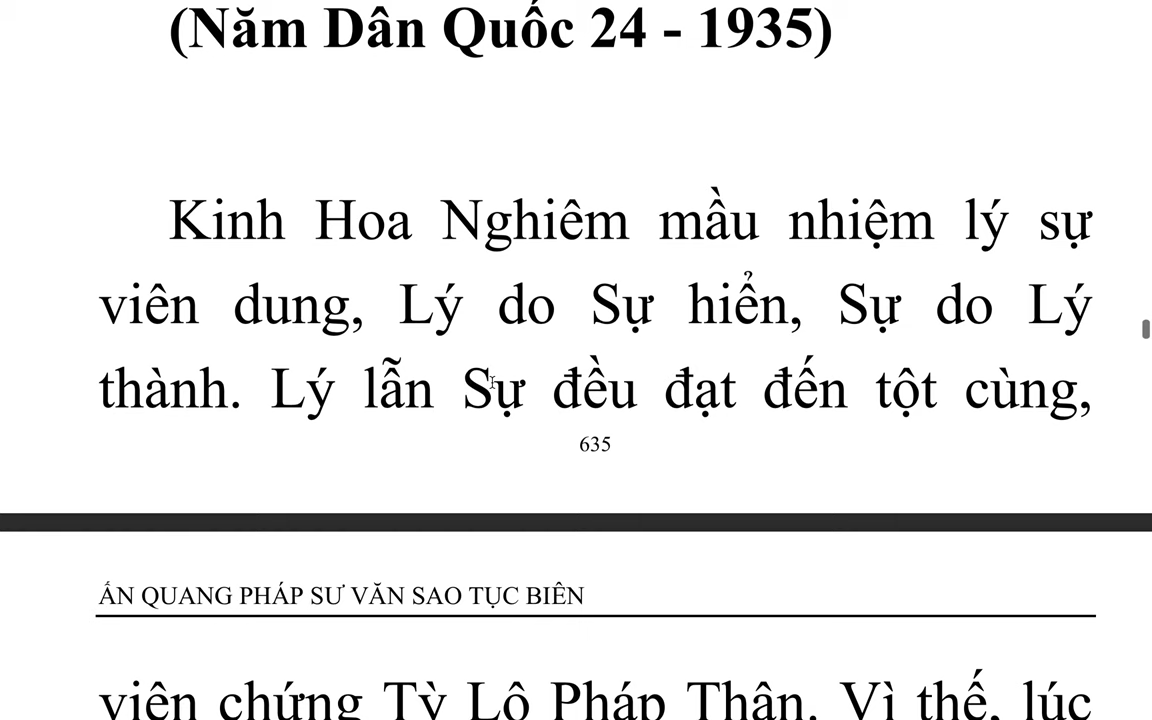 (Năm Dân Quốc 24 - 1935)
Kinh Hoa Nghiêm mầu nhiệm lý sự
viên dung, Lý do Sự hiển, Sự do Lý
thành. Lý lẫn Sự đều đạt đến tột cùng,
635
ẤN QUANG PHÁP SƯ VĂN SAO TỤC BIÊN
viên chứng Tỳ Lô Pháp Thân. Vì thế, lúc